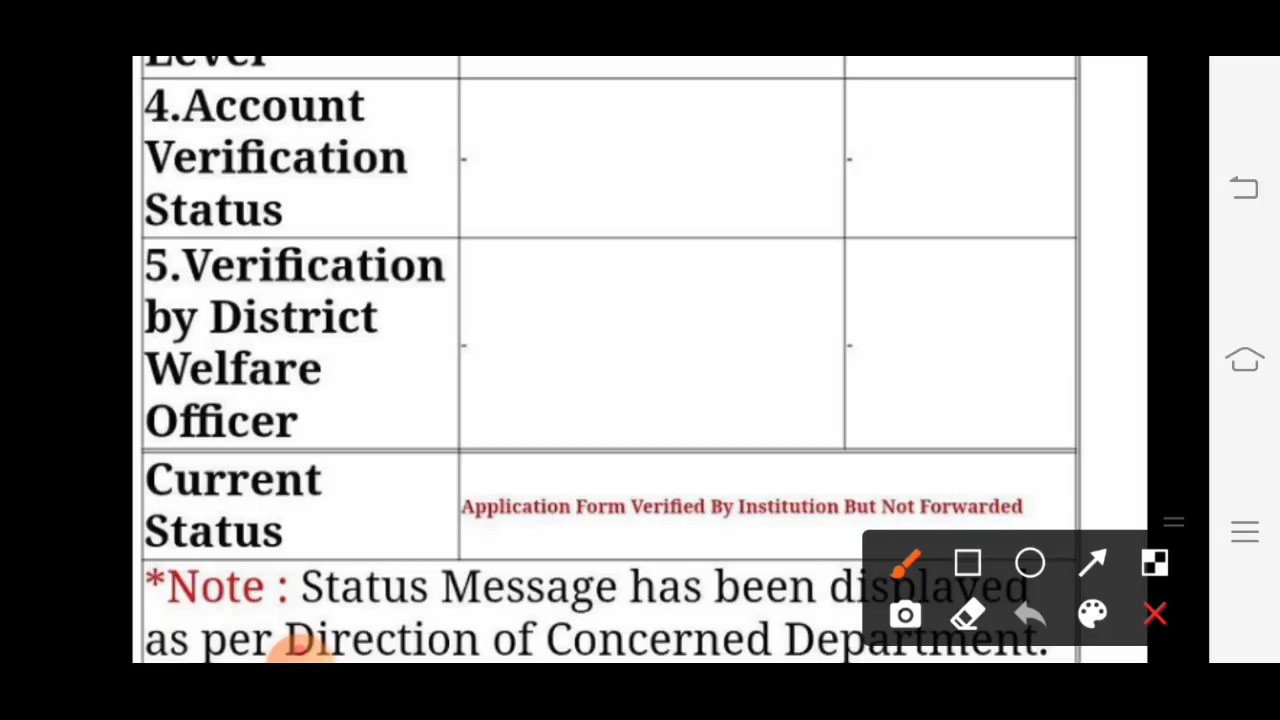 Level
4.Account
Verification
Status
-
-
5.Verification
by District
Welfare
Officer
-
-
Current
Status
Application Form Verified By Institution But Not Forwarded
*Note : Status Message has been displayed
as per Direction of Concerned Department.